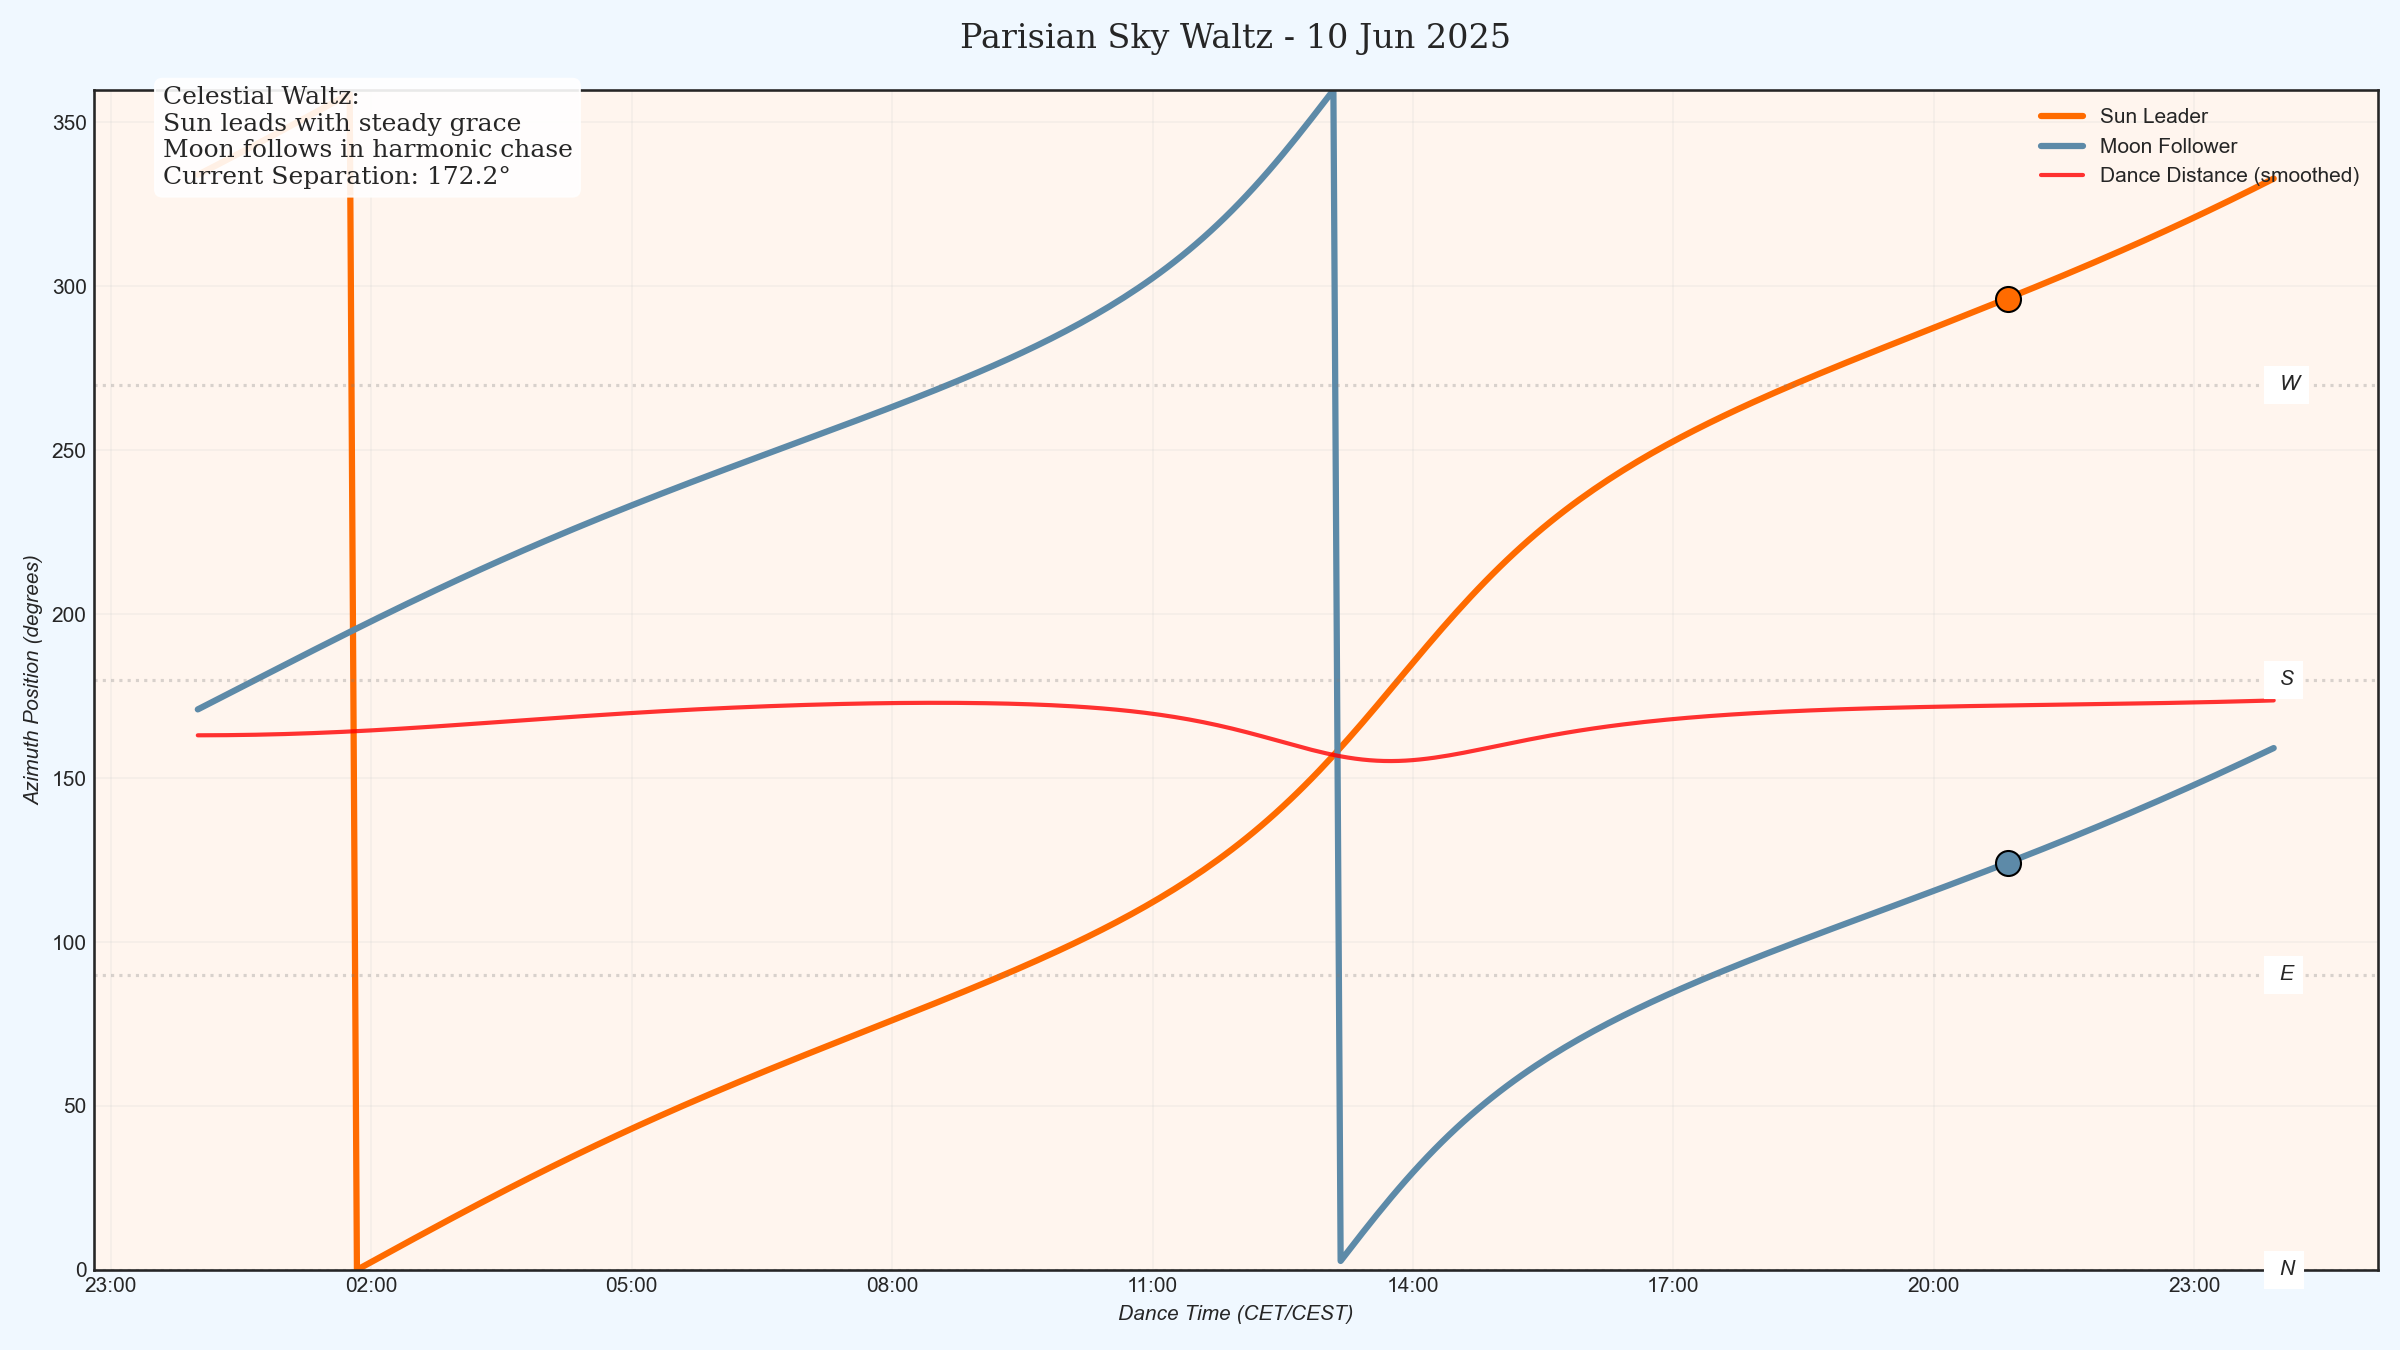 Parisian Sky Waltz - 10 Jun 2025
Celestial Waltz:
Sun leads with steady grace
Moon follows in harmonic chase
Current Separation: 172.2°
Sun Leader
Moon Follower
Dance Distance (smoothed)
Azimuth Position (degrees)
350
300
250
200
150
100
50
0
W
S
E
N
23:00
02:00
05:00
08:00
11:00
14:00
17:00
20:00
23:00
Dance Time (CET/CEST)